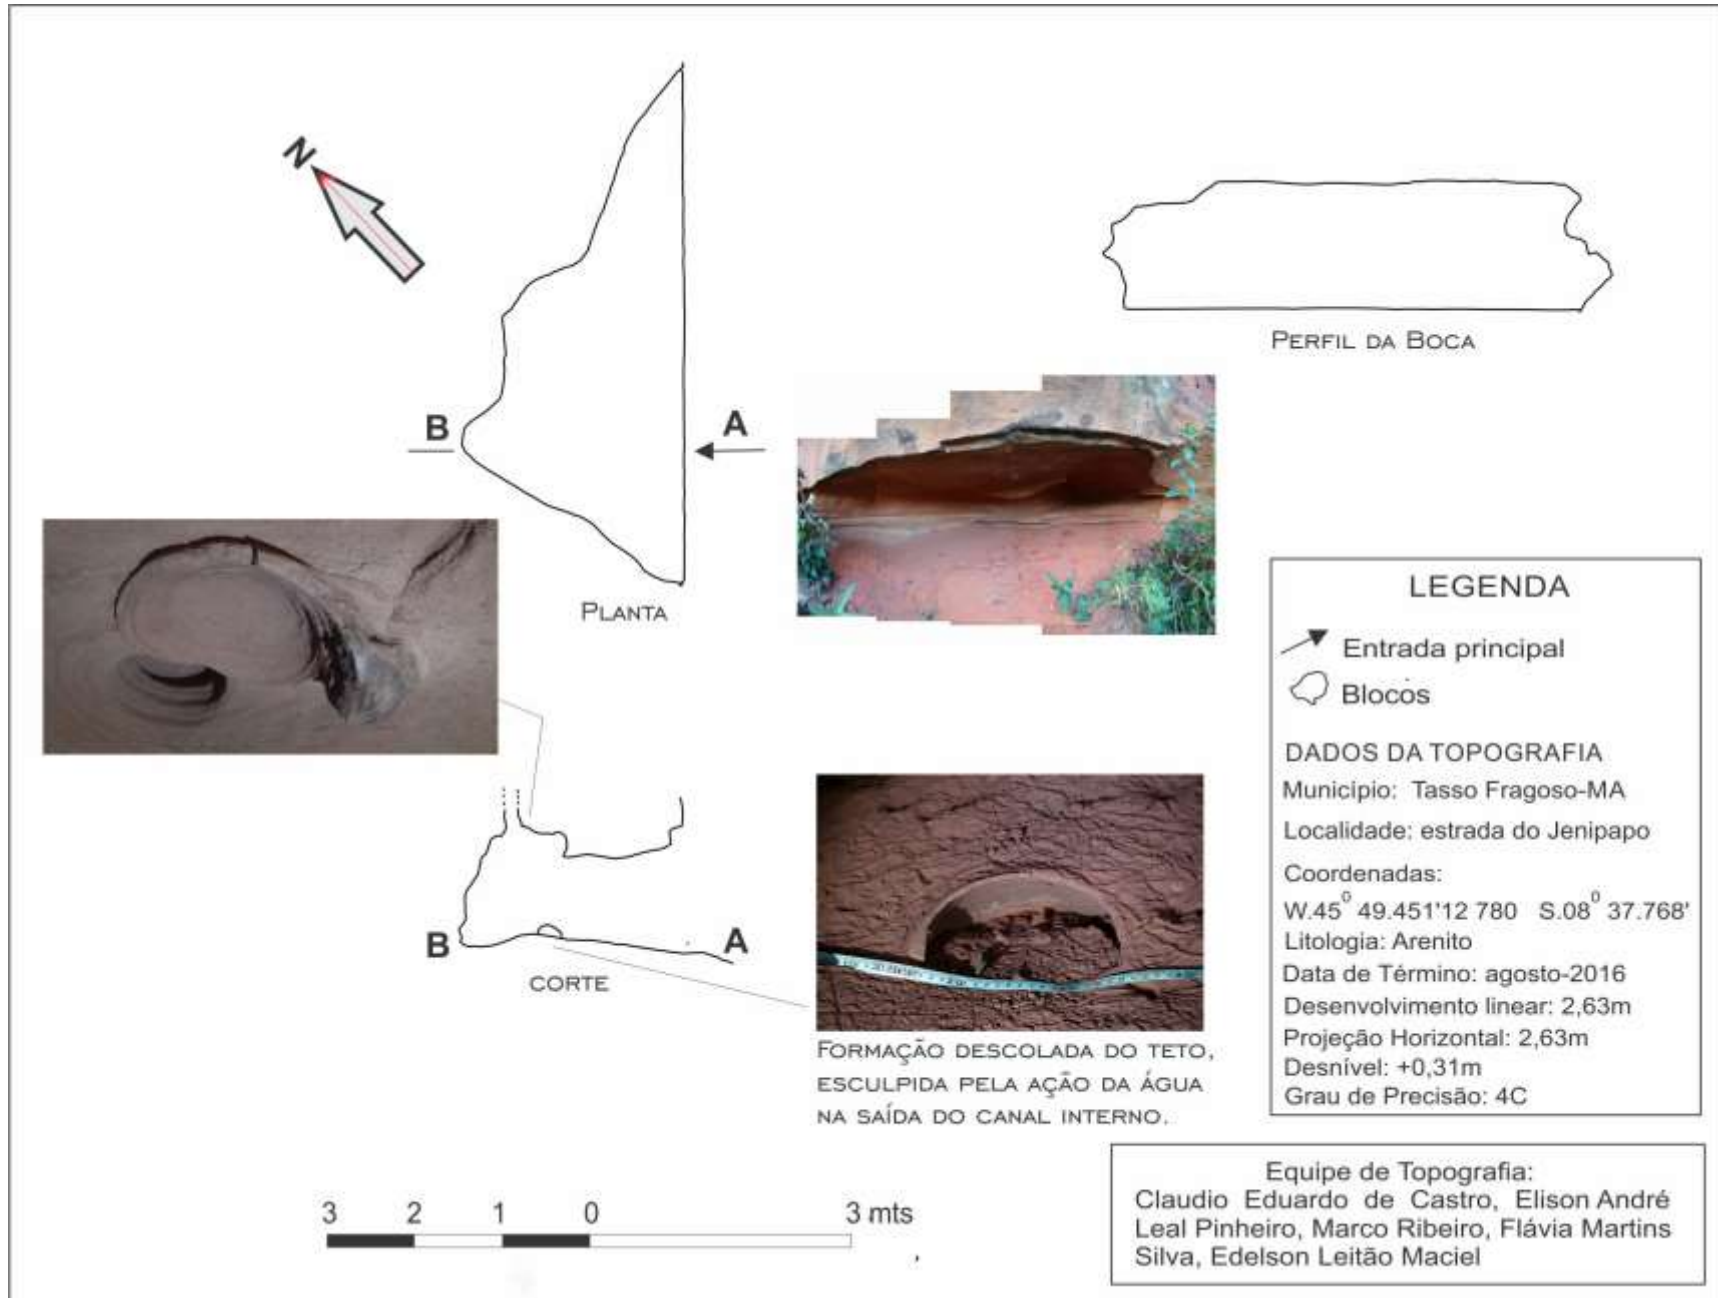 N
PERFIL DA BOCA
B
A
PLANTA
LEGENDA
Entrada principal
Blocos
DADOS DA TOPOGRAFIA
Municipio: Tasso Fragoso-MA
Localidade: estrada do Jenipapo
Coordenadas:
W.45⁰ 49.451'12 780 S.08⁰ 37.768'
Litologia: Arenito
Data de Término: agosto-2016
Desenvolvimento linear: 2,63m
Projeção Horizontal: 2,63m
Desnível: +0,31m
Grau de Precisão: 4C
B
A
CORTE
FORMAÇÃO DESCOLADA DO TETO,
ESCULPIDA PELA AÇÃO DA ÁGUA
NA SAÍDA DO CANAL INTERNO.
Equipe de Topografia:
Claudio Eduardo de Castro, Elison André
Leal Pinheiro, Marco Ribeiro, Flávia Martins
Silva, Edelson Leitão Maciel
3 2 1 0 3 mts